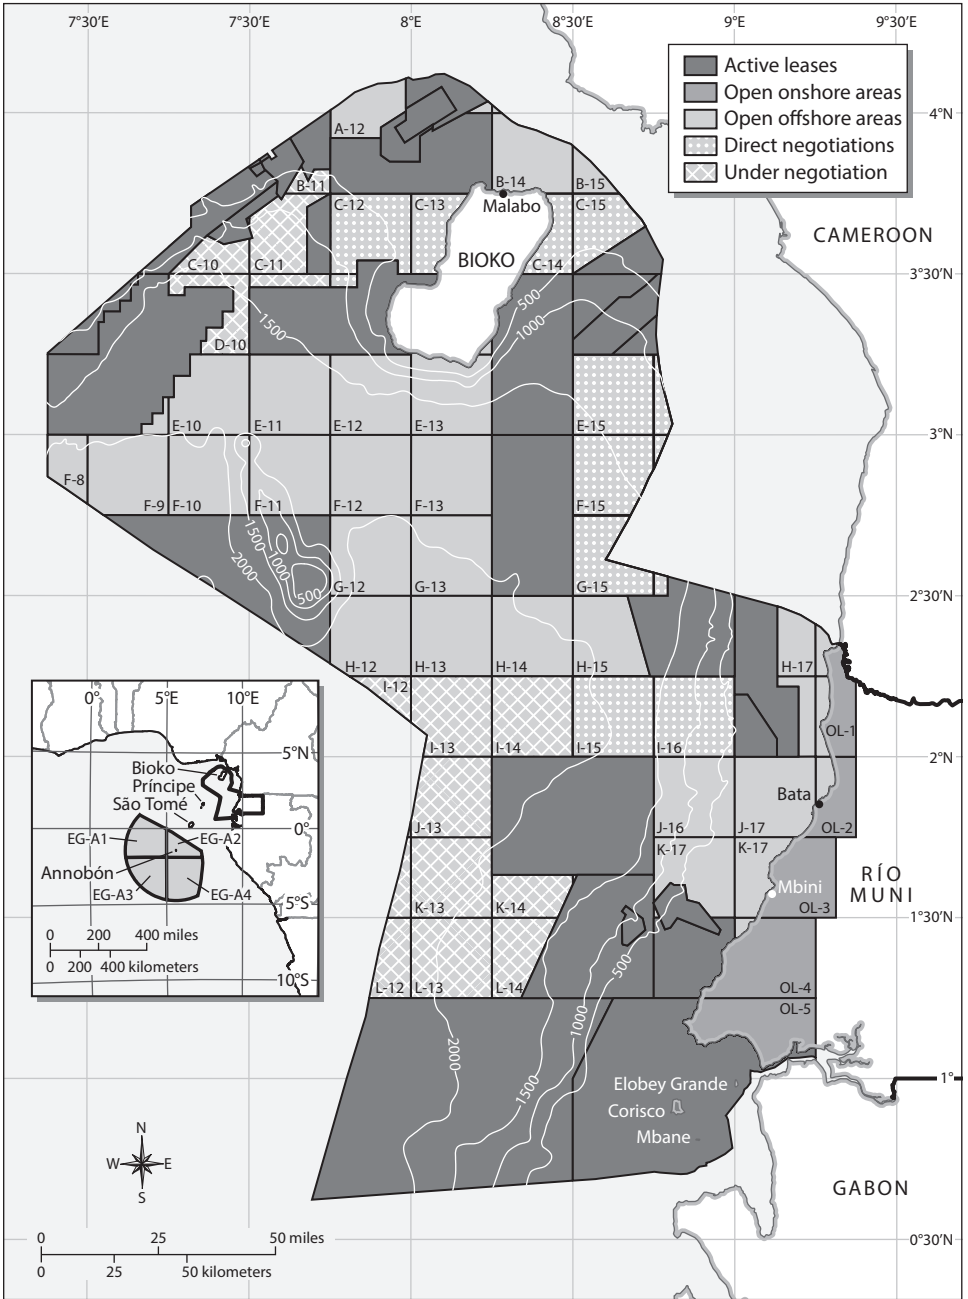 7°30'E 7°30'E 8°E 8°30'E 9°E 9°30'E
Active leases
Open onshore areas
Open offshore areas
Direct negotiations
Under negotiation
4°N
A-12
B-11
B-14
B-15
Malabo
C-12
C-13
C-15
CAMEROON
BIOKO
C-10
C-11
C-14
3°30'N
500
1000
1500
D-10
E-10
E-11
E-12
E-13
E-15
3°N
F-8
F-9
F-10
F-11
F-12
F-13
F-15
1500
2000
1000
500
G-12
G-13
G-15
2°30'N
H-12
H-13
H-14
H-15
H-17
I-12
I-13
I-14
I-15
I-16
OL-1
2°N
Bata
J-13
J-16
J-17
OL-2
K-17
K-17
RÍO
MUNI
Mbini
K-13
K-14
OL-3
1°30'N
500
L-12
L-13
L-14
OL-4
OL-5
1000
2000
1500
1°
Elobey Grande
Corisco
Mbane
GABON
0°30'N
0° 5°E 10°E
5°N
Bioko
Príncipe
São Tomé
0°
EG-A1
EG-A2
Annobón
EG-A3
EG-A4
5°S
0 200 400 miles
0 200 400 kilometers
10°S
N
W E
S
0 25 50 miles
0 25 50 kilometers